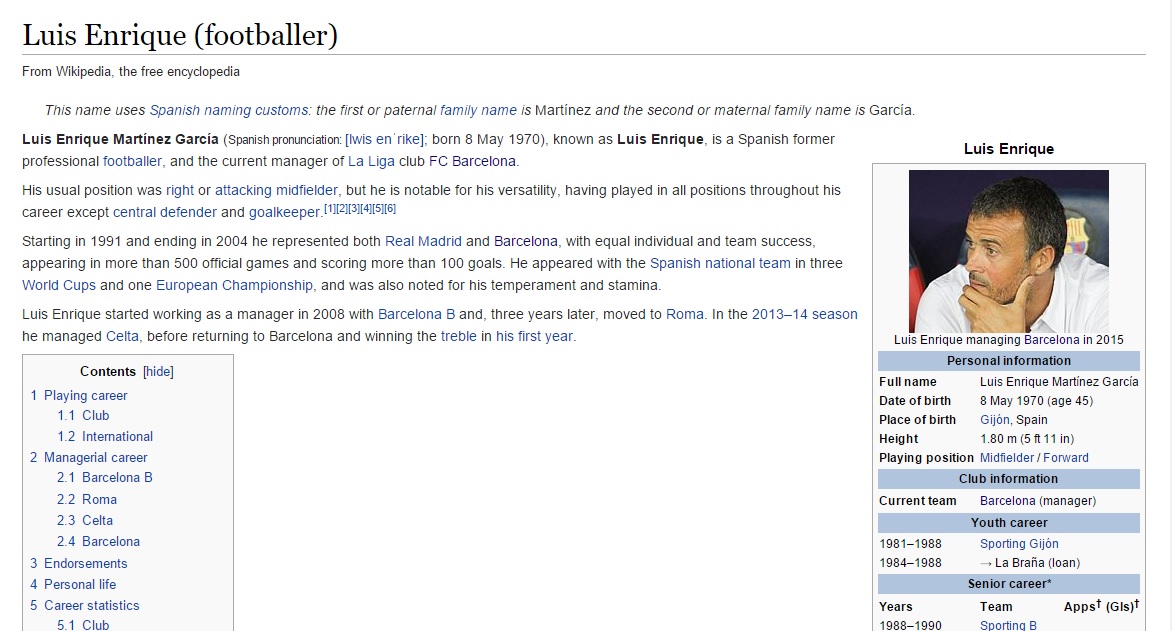 Luis Enrique (footballer)
From Wikipedia, the free encyclopedia
This name uses Spanish naming customs: the first or paternal family name is Martínez and the second or maternal family name is García.
Luis Enrique Martínez García (Spanish pronunciation: [lwis enˈrike]; born 8 May 1970), known as Luis Enrique, is a Spanish former
professional footballer, and the current manager of La Liga club FC Barcelona.
His usual position was right or attacking midfielder, but he is notable for his versatility, having played in all positions throughout his
career except central defender and goalkeeper.[1][2][3][4][5][6]
Starting in 1991 and ending in 2004 he represented both Real Madrid and Barcelona, with equal individual and team success,
appearing in more than 500 official games and scoring more than 100 goals. He appeared with the Spanish national team in three
World Cups and one European Championship, and was also noted for his temperament and stamina.
Luis Enrique started working as a manager in 2008 with Barcelona B and, three years later, moved to Roma. In the 2013–14 season
he managed Celta, before returning to Barcelona and winning the treble in his first year.
Contents [hide]
1 Playing career
1.1 Club
1.2 International
2 Managerial career
2.1 Barcelona B
2.2 Roma
2.3 Celta
2.4 Barcelona
3 Endorsements
4 Personal life
5 Career statistics
5.1 Club
Luis Enrique
Luis Enrique managing Barcelona in 2015
Personal information
Full name Luis Enrique Martínez García
Date of birth 8 May 1970 (age 45)
Place of birth Gijón, Spain
Height 1.80 m (5 ft 11 in)
Playing position Midfielder / Forward
Club information
Current team Barcelona (manager)
Youth career
1981–1988 Sporting Gijón
1984–1988 → La Braña (loan)
Senior career*
Years Team Apps† (Gls)†
1988–1990 Sporting B